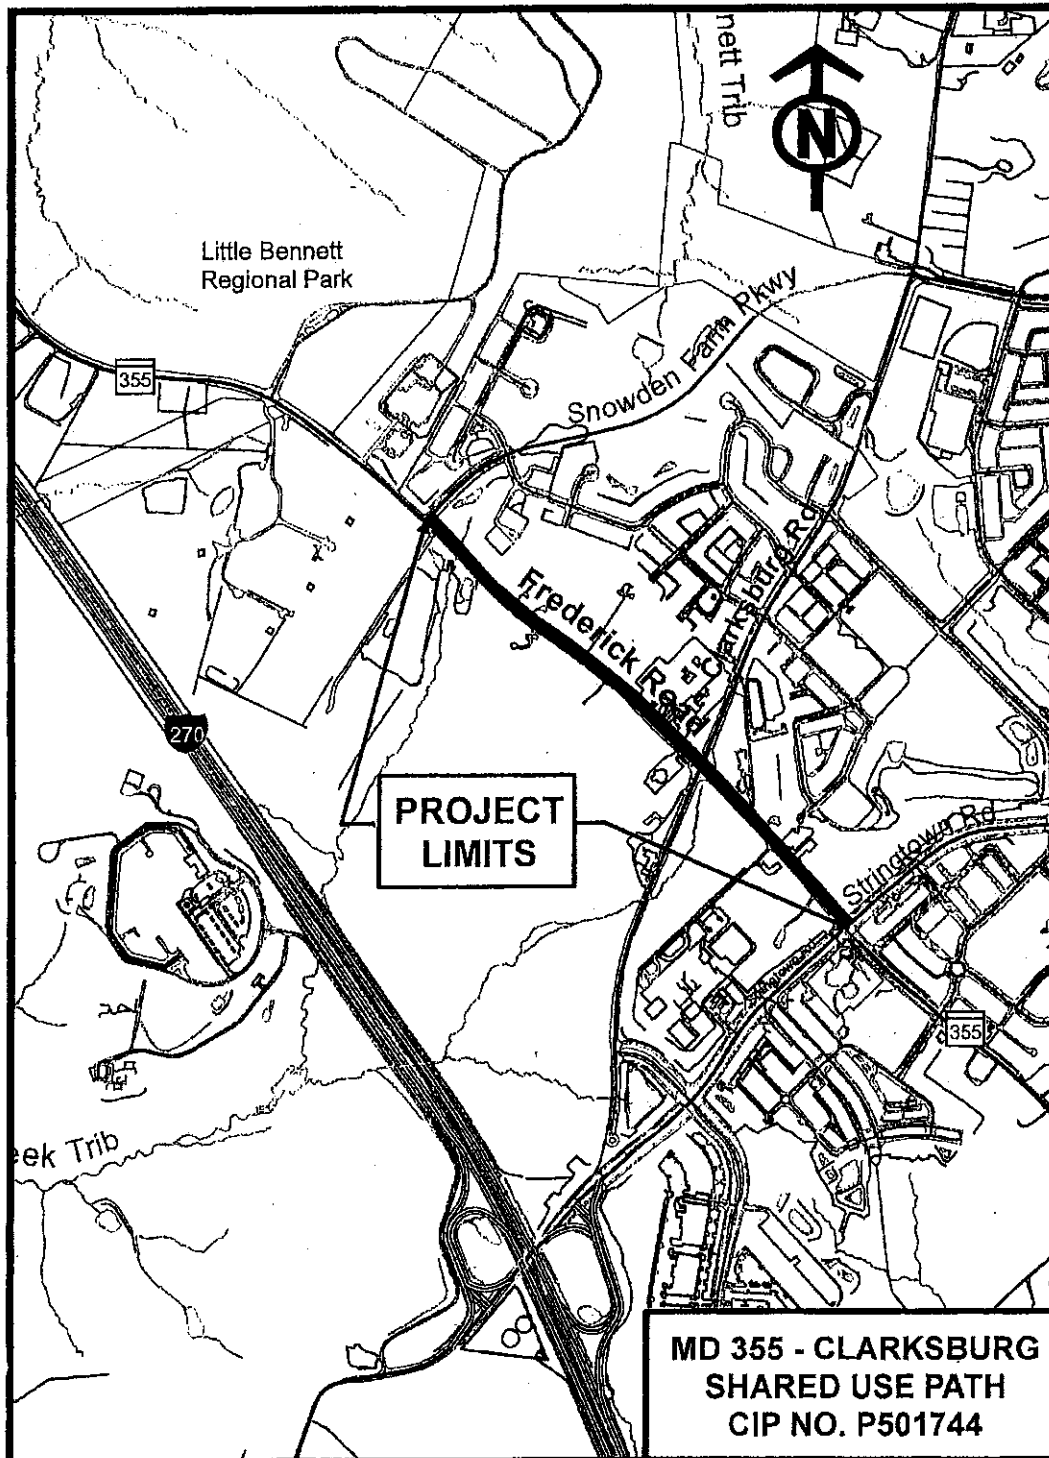 nett Trib
N
Little Bennett
Regional Park
355
Snowden Farm Pkwy
Clarksburg Rd
Frederick Road
270
PROJECT
LIMITS
Stringtown Rd
355
eek Trib
MD 355 - CLARKSBURG
SHARED USE PATH
CIP NO. P501744